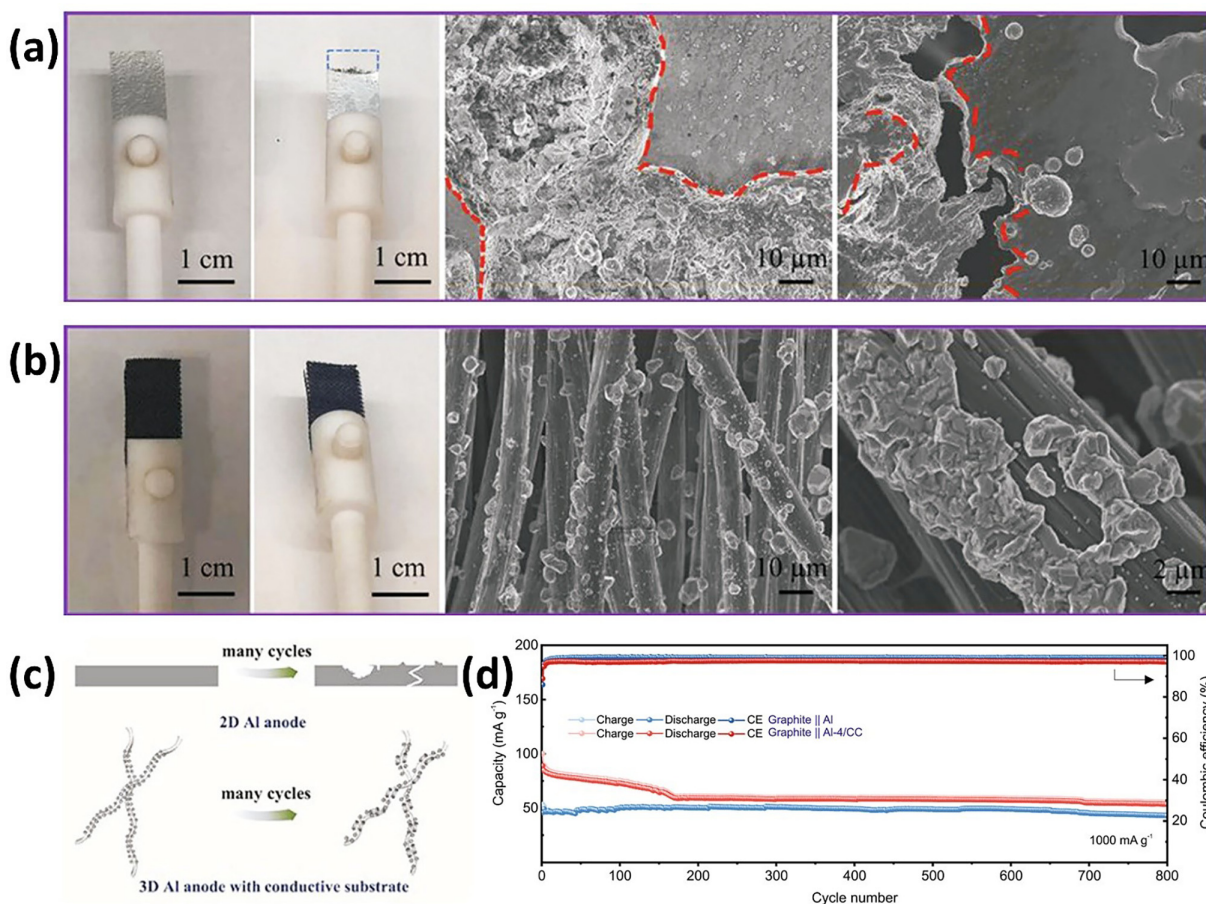 (a)
1 cm
1 cm
10 μm
10 μm
(b)
1 cm
1 cm
10 μm
2 μm
(c)
many cycles
2D Al anode
many cycles
3D Al anode with conductive substrate
(d)
200
150
100
50
Capacity (mA g⁻¹)
Charge Discharge CE Graphite || Al
Charge Discharge CE Graphite || Al-4/CC
1000 mA g⁻¹
100
80
60
40
20
Coulombic efficiency (%)
0 100 200 300 400 500 600 700 800
Cycle number